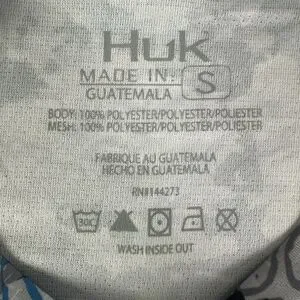 Huk
MADE IN: S
GUATEMALA
BODY: 100% POLYESTER/POLYESTER/POLIESTER
MESH: 100% POLYESTER/POLYESTER/POLIESTER
FABRIQUE AU GUATEMALA
HECHO EN GUATEMALA
RN#144273
WASH INSIDE OUT